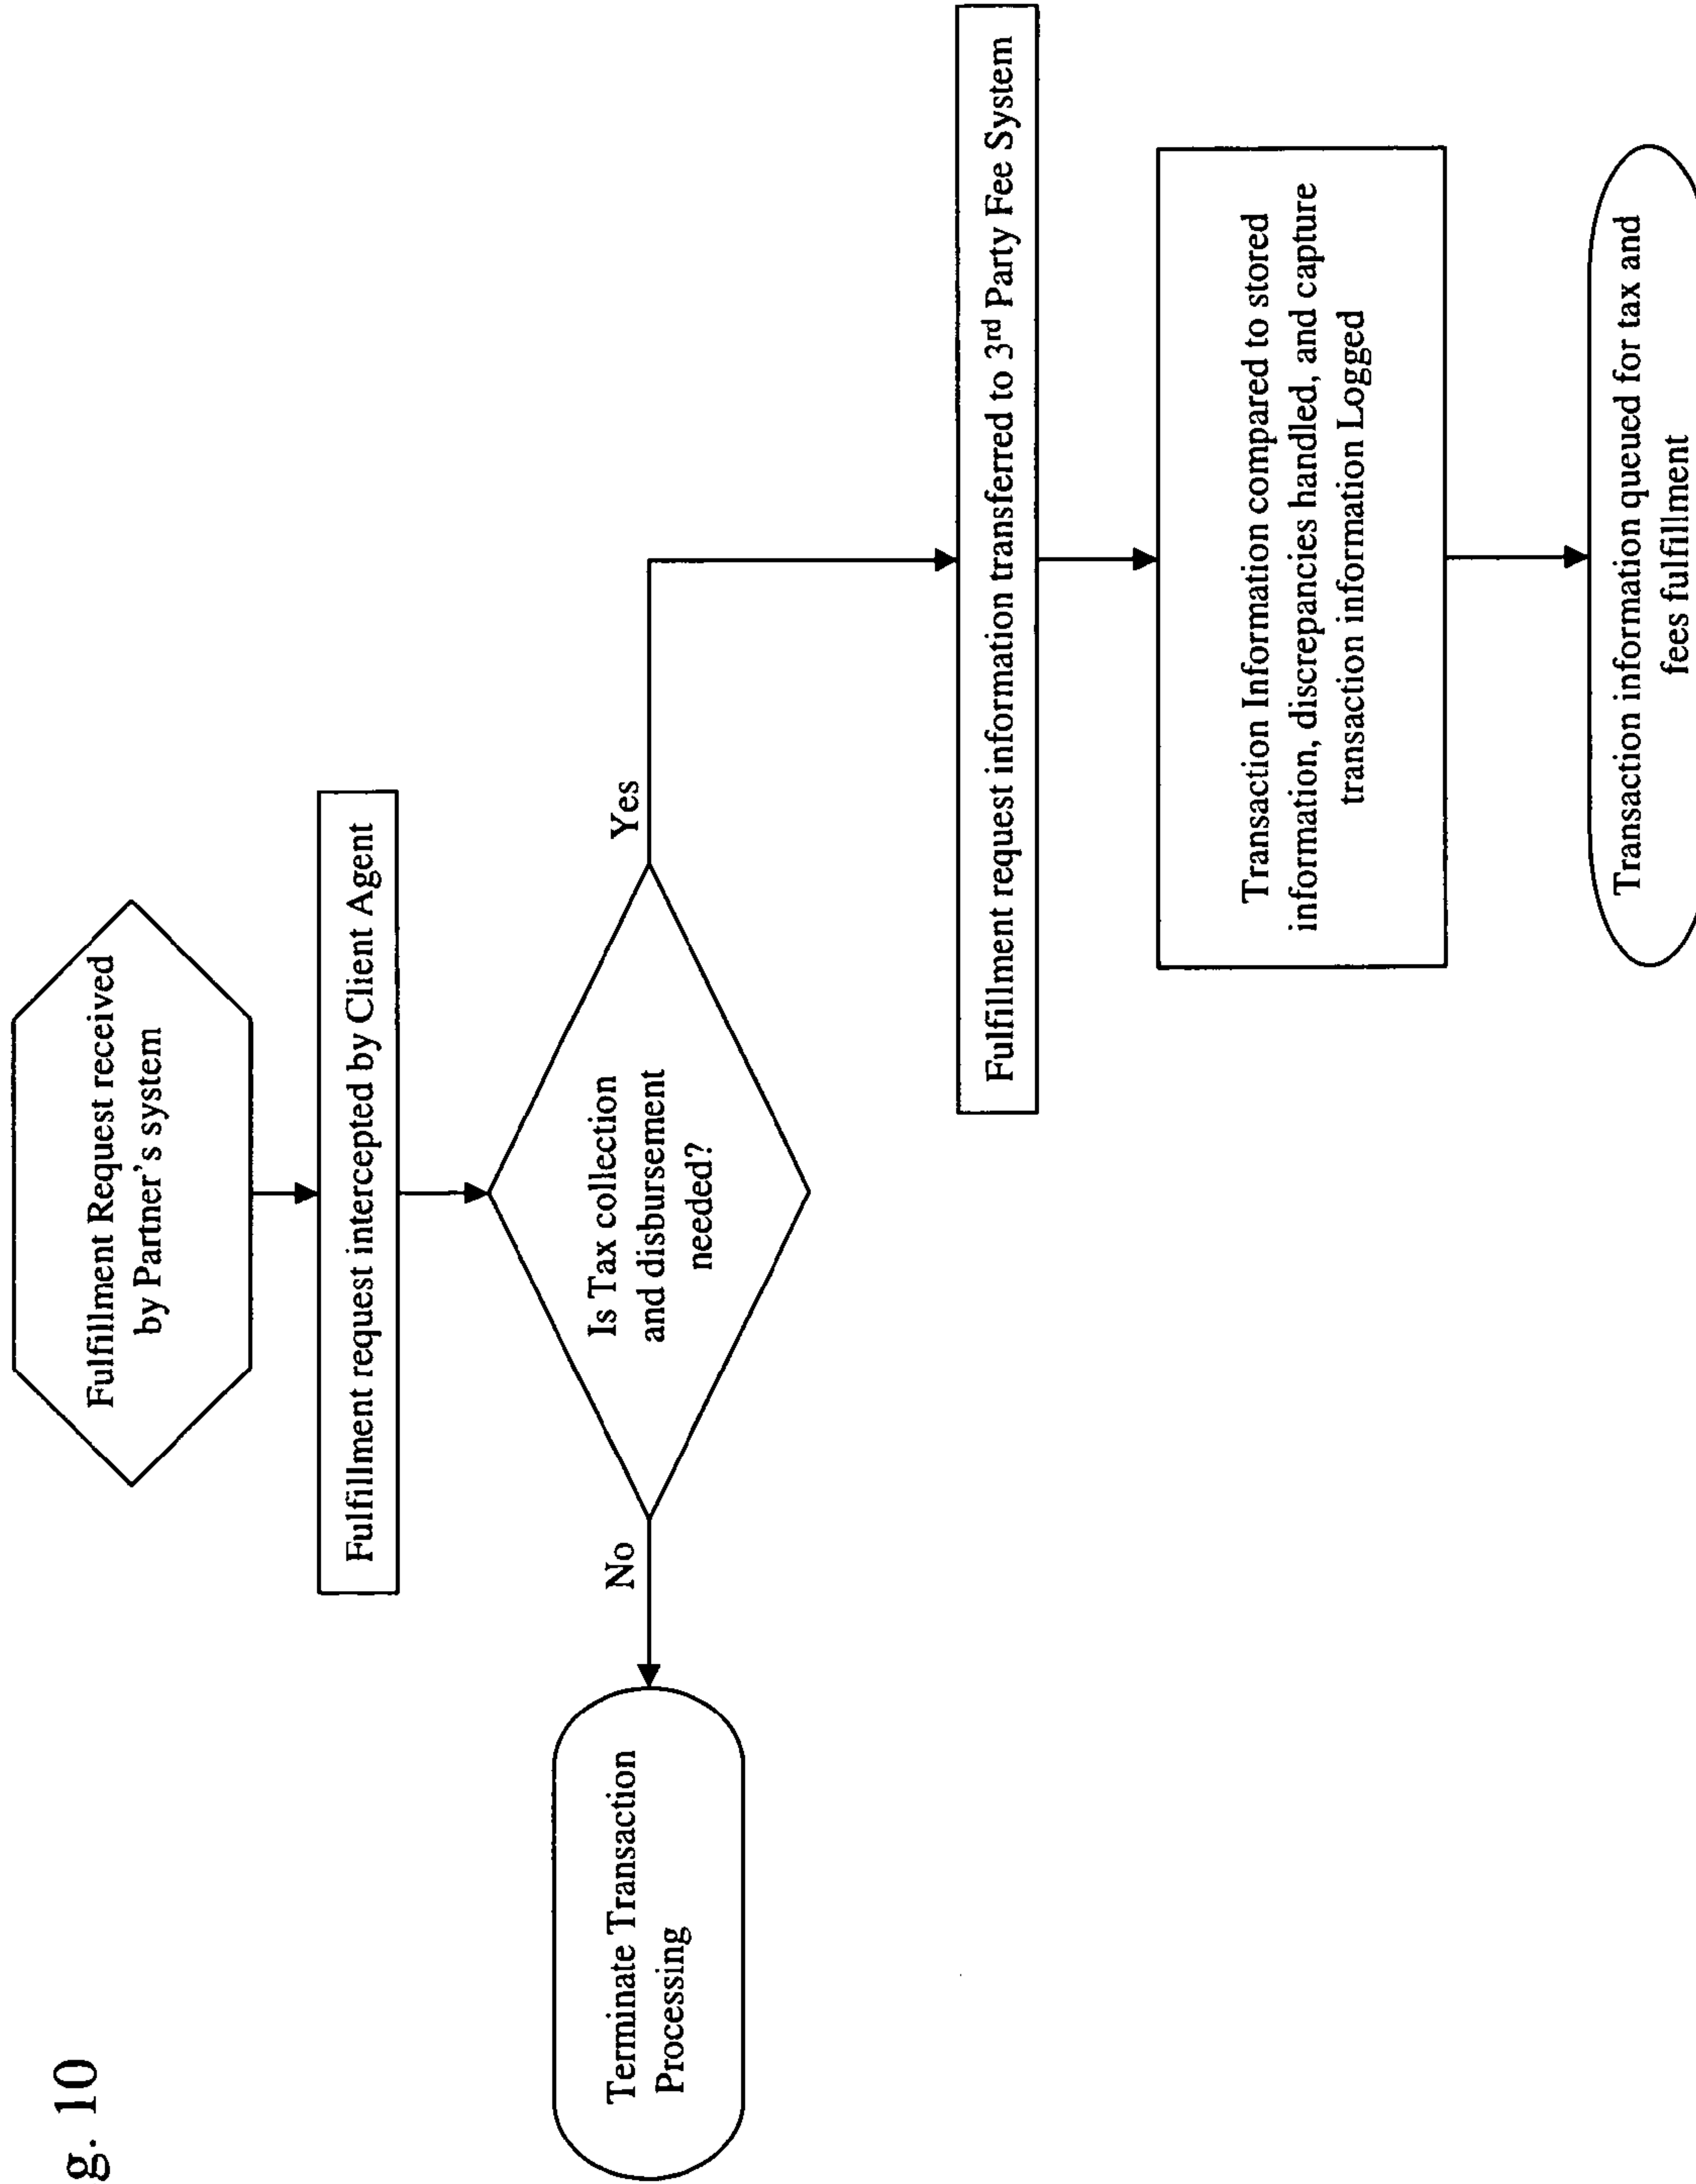 g. 10
Fulfillment Request received
by Partner's system
Fulfillment request intercepted by Client Agent
Is Tax collection
and disbursement
needed?
No
Yes
Terminate Transaction
Processing
Fulfillment request information transferred to 3rd Party Fee System
Transaction Information compared to stored
information, discrepancies handled, and capture
transaction information Logged
Transaction information queued for tax and
fees fulfillment